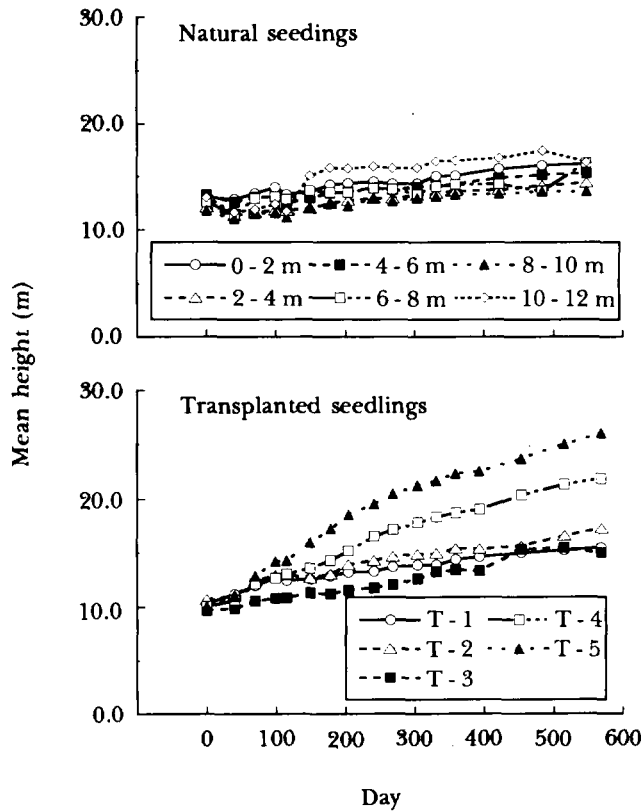 30.0
Natural seedings
20.0
10.0
0 - 2 m 4 - 6 m 8 - 10 m
2 - 4 m 6 - 8 m 10 - 12 m
0.0
Mean height (m)
30.0
Transplanted seedlings
20.0
10.0
T - 1 T - 4
T - 2 T - 5
T - 3
0.0
0 100 200 300 400 500 600
Day